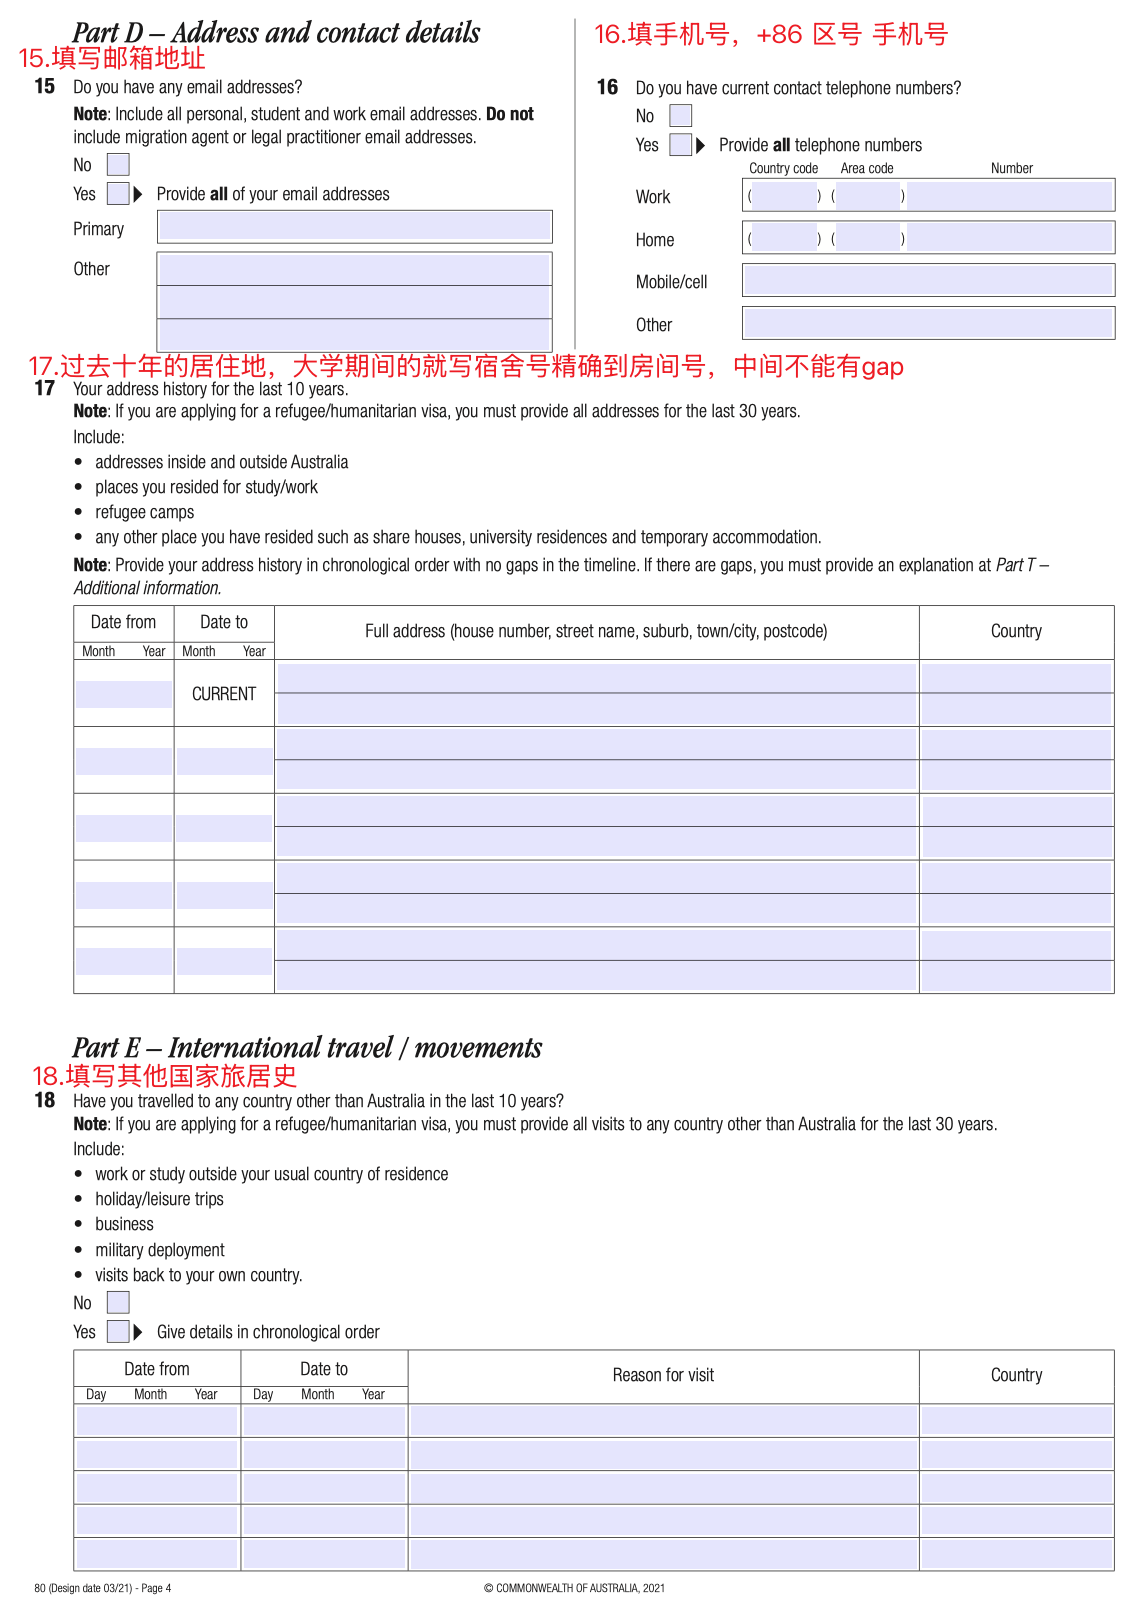 Part D – Address and contact details
15.填写邮箱地址
15 Do you have any email addresses?
Note: Include all personal, student and work email addresses. Do not
include migration agent or legal practitioner email addresses.
No
Yes Provide all of your email addresses
Primary
Other
16.填手机号，+86 区号 手机号
16 Do you have current contact telephone numbers?
No
Yes Provide all telephone numbers
Country code Area code Number
Work ( ) ( )
Home ( ) ( )
Mobile/cell
Other
17.过去十年的居住地，大学期间的就写宿舍号精确到房间号，中间不能有gap
17 Your address history for the last 10 years.
Note: If you are applying for a refugee/humanitarian visa, you must provide all addresses for the last 30 years.
Include:
• addresses inside and outside Australia
• places you resided for study/work
• refugee camps
• any other place you have resided such as share houses, university residences and temporary accommodation.
Note: Provide your address history in chronological order with no gaps in the timeline. If there are gaps, you must provide an explanation at Part T –
Additional information.
Date from Date to Full address (house number, street name, suburb, town/city, postcode) Country
Month Year Month Year
CURRENT
Part E – International travel / movements
18.填写其他国家旅居史
18 Have you travelled to any country other than Australia in the last 10 years?
Note: If you are applying for a refugee/humanitarian visa, you must provide all visits to any country other than Australia for the last 30 years.
Include:
• work or study outside your usual country of residence
• holiday/leisure trips
• business
• military deployment
• visits back to your own country.
No
Yes Give details in chronological order
Date from Date to Reason for visit Country
Day Month Year Day Month Year
80 (Design date 03/21) - Page 4 © COMMONWEALTH OF AUSTRALIA, 2021